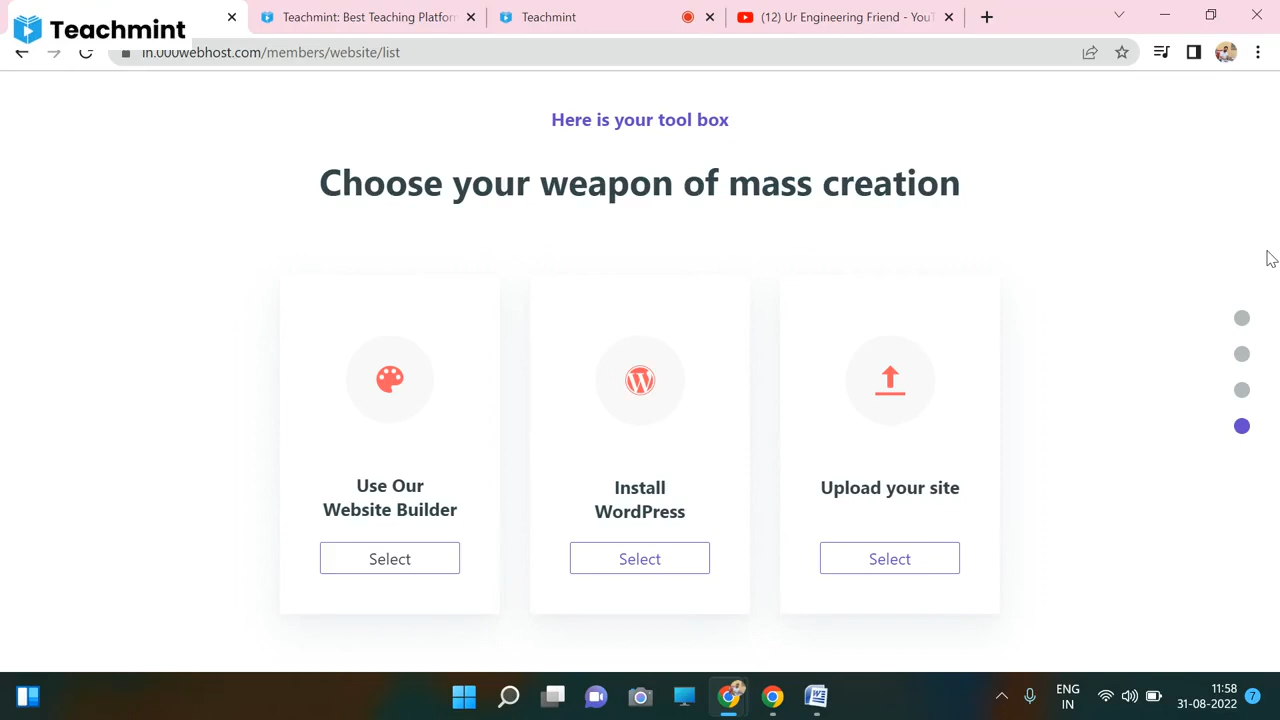 Teachmint
Teachmint: Best Teaching Platform
Teachmint
(12) Ur Engineering Friend - YouT
in.000webhost.com/members/website/list
Here is your tool box
Choose your weapon of mass creation
Use Our
Website Builder
Select
Install
WordPress
Select
Upload your site
Select
ENG
IN
11:58
31-08-2022
7